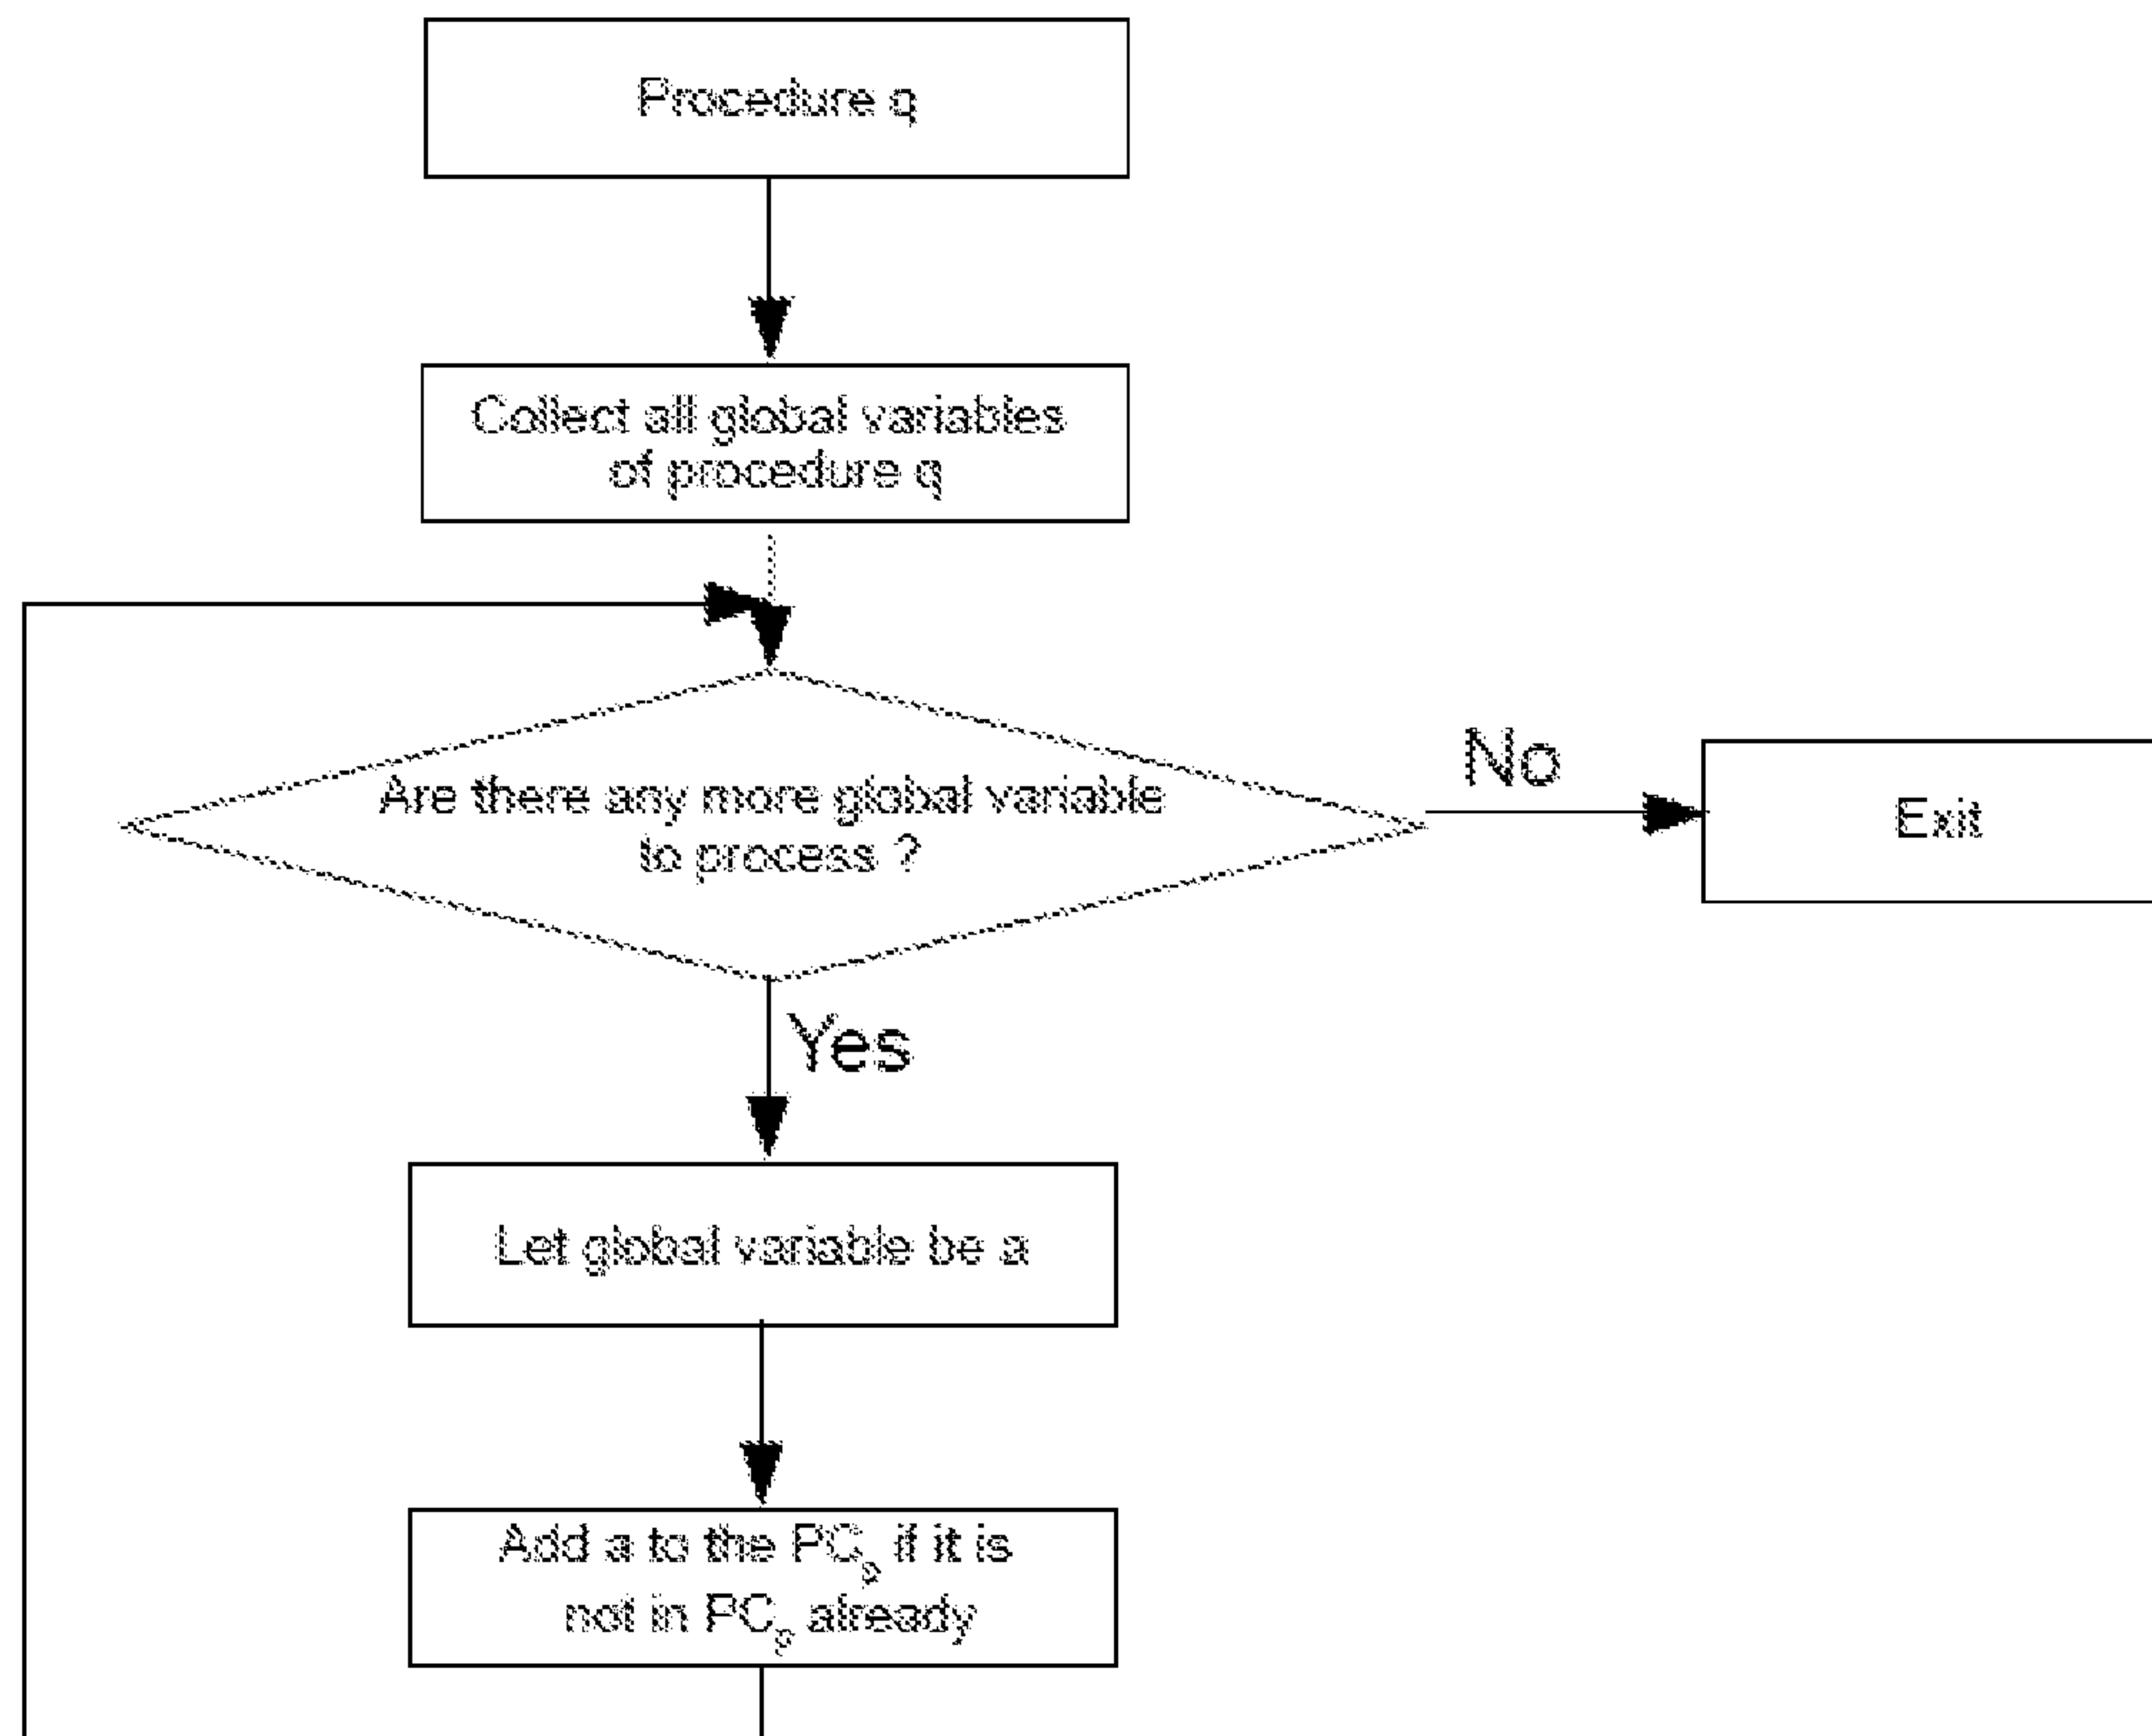 Procedure q
Collect all global variables
of procedure q
Are there any more global variable
to process ?
No
Exit
Yes
Let global variable be a
Add a to the PCp if it is
not in PCp already